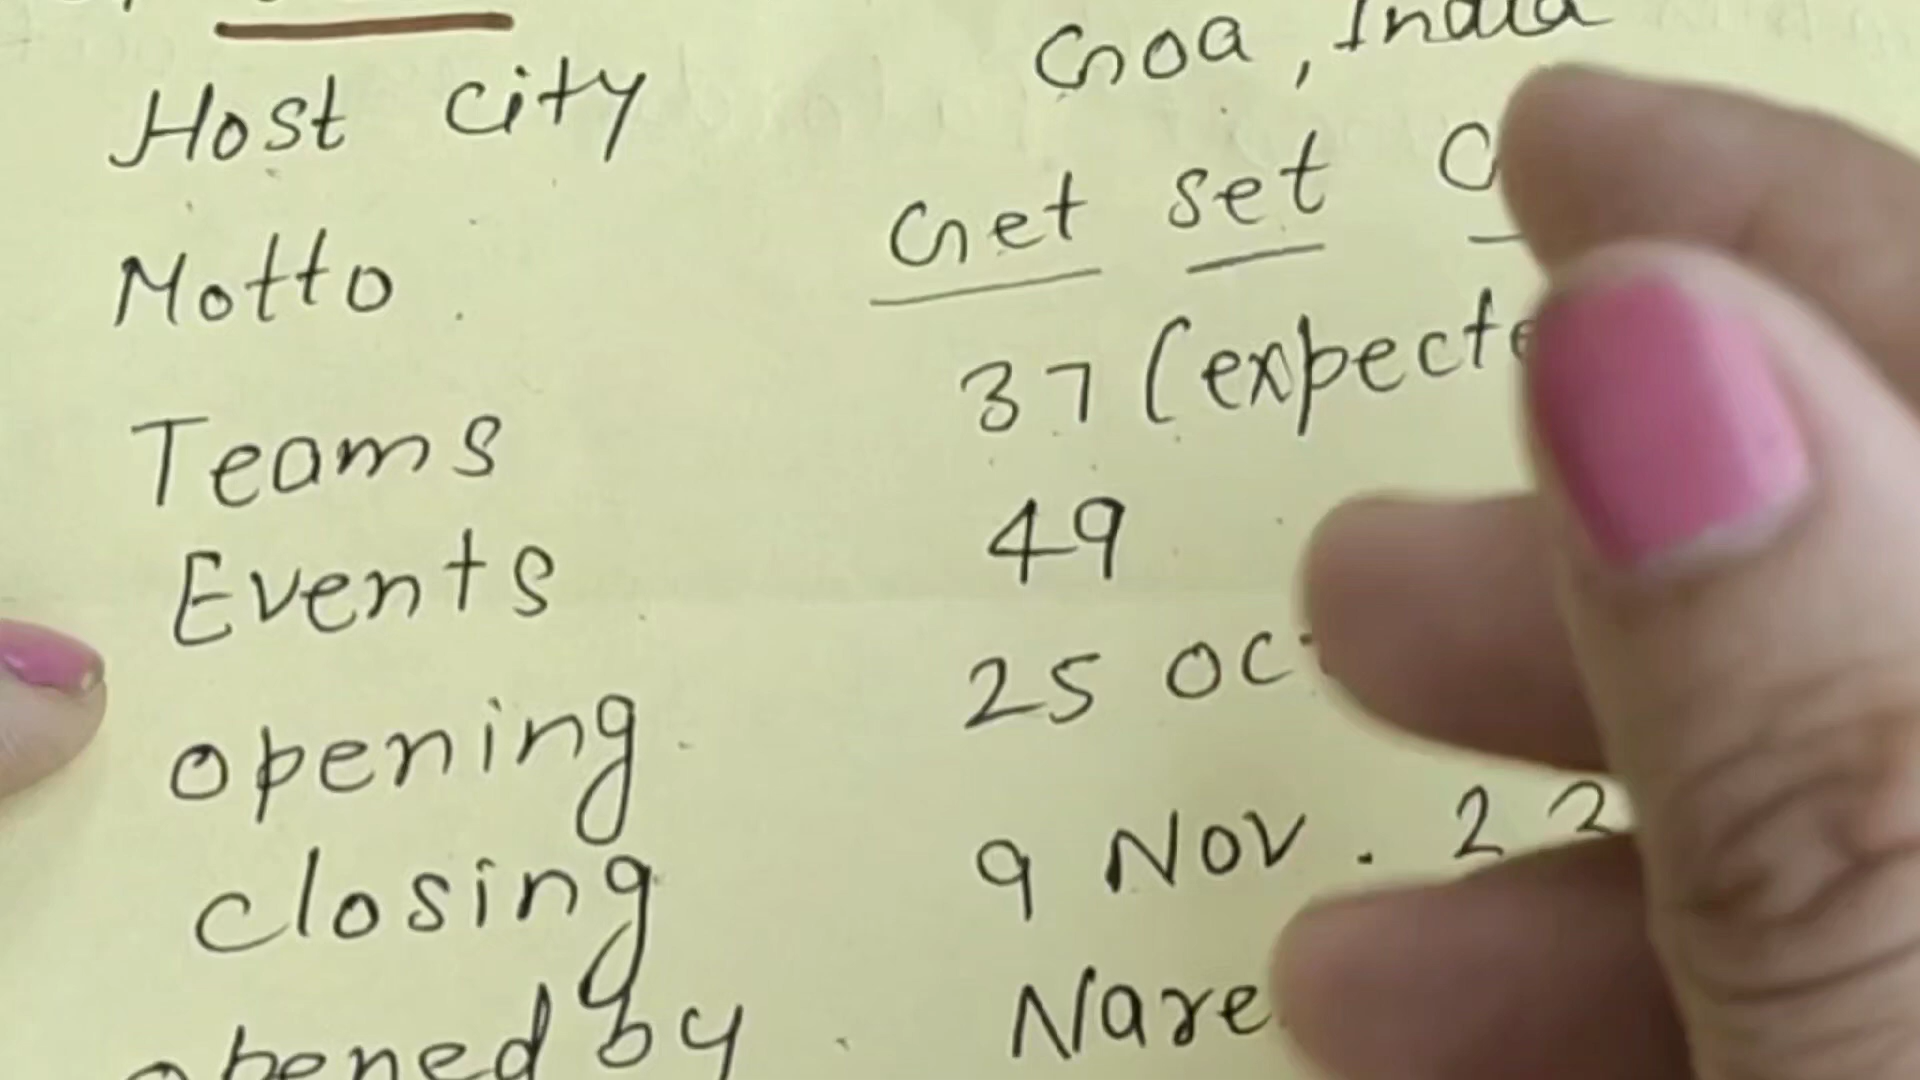 Host city Goa, India
Motto Get set
Teams 37 (expecte
Events 49
opening 25 oc
closing 9 Nov. 22
opened by Nare